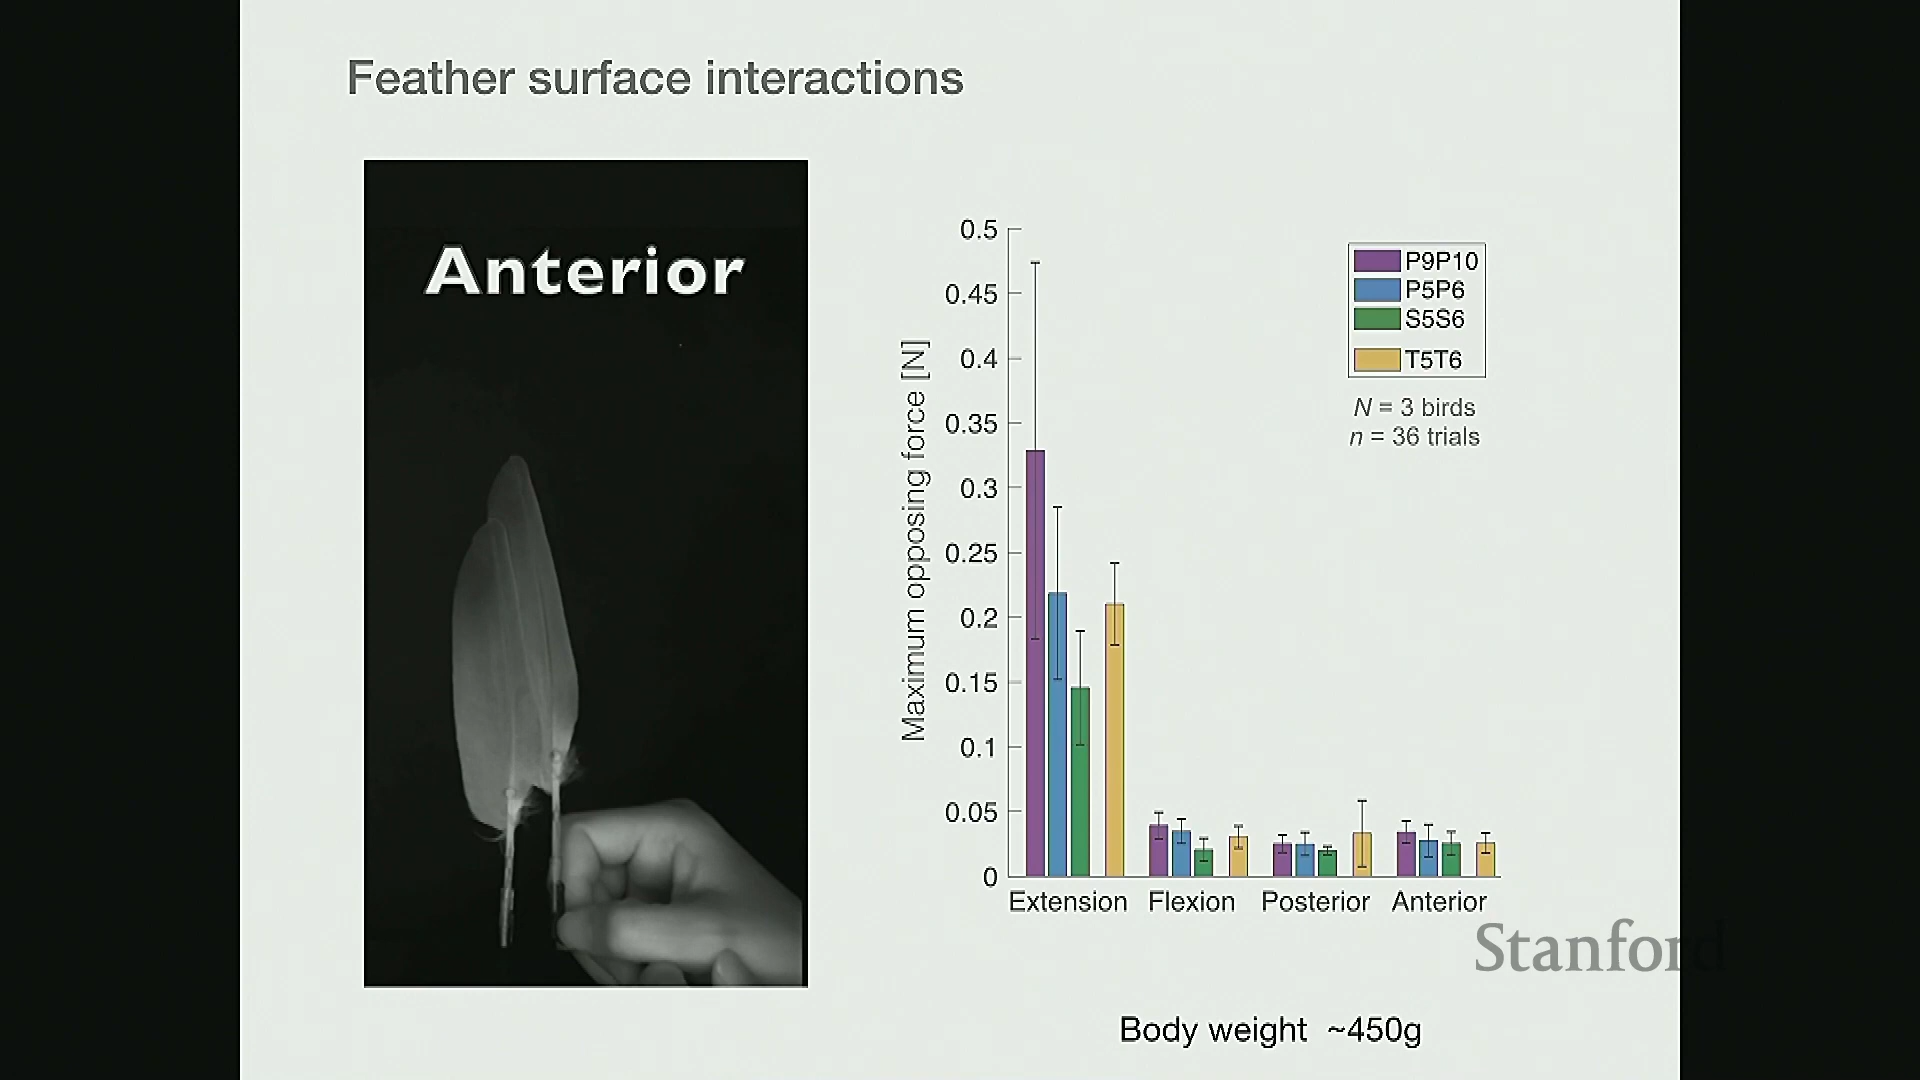 Feather surface interactions
Anterior
0.5
0.45
0.4
0.35
0.3
0.25
0.2
0.15
0.1
0.05
0
Maximum opposing force [N]
Extension
Flexion
Posterior
Anterior
P9P10
P5P6
S5S6
T5T6
N = 3 birds
n = 36 trials
Stanford
Body weight ~450g